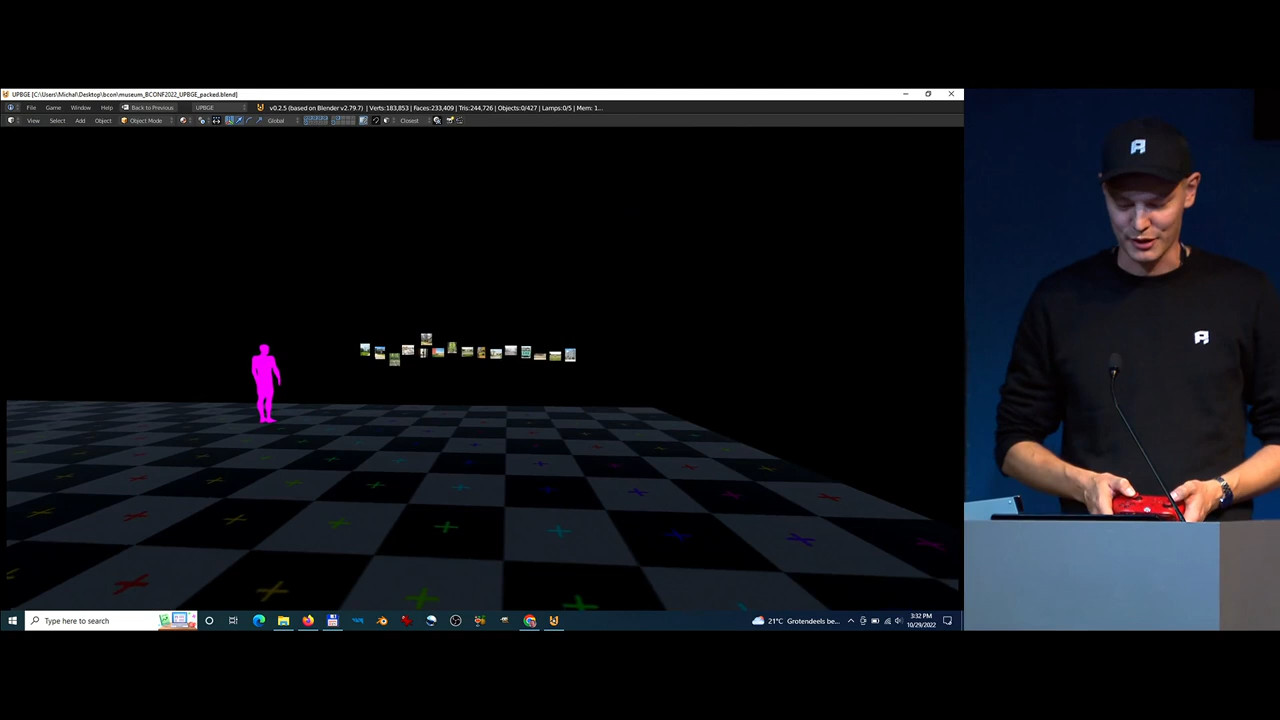 UPBGE [C:\Users\Michal\Desktop\bcon\museum_BCONF2022_UPBGE_packed.blend]
File Game Window Help Back to Previous UPBGE v0.2.5 (based on Blender v2.79.7) | Verts:183,853 | Faces:233,409 | Tris:244,726 | Objects:0/427 | Lamps:0/5 | Mem: 1...
View Select Add Object Object Mode Global Closest
Type here to search
21°C Grotendeels be...
3:32 PM
10/29/2022